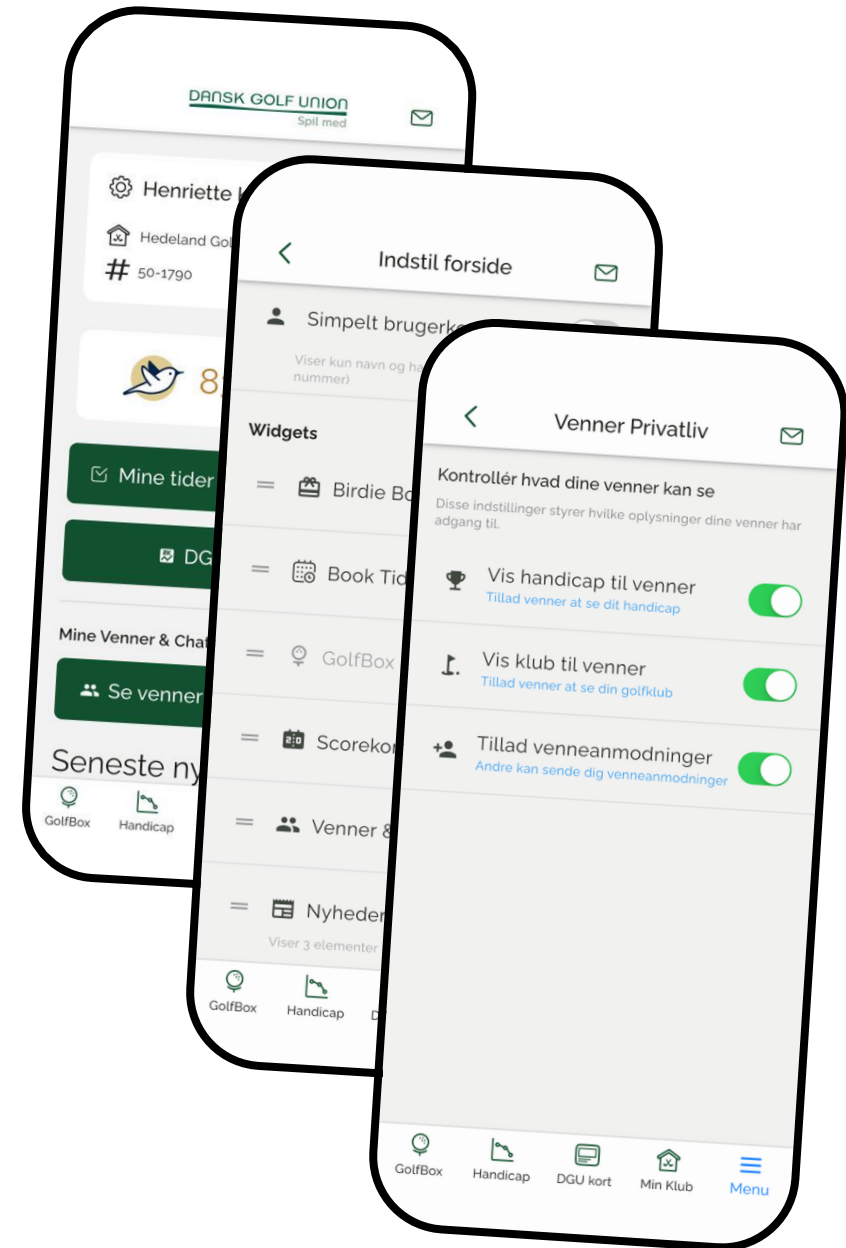 DANSK GOLF UNION
Spil med
Henriette
Hedeland Gol
# 50-1790
8
Mine tider
DG
Mine Venner & Chat
Se venner
Seneste ny
GolfBox
Handicap
Indstil forside
Simpelt brugerk
Viser kun navn og ha
nummer)
Widgets
Birdie Bo
Book Tid
GolfBox
Scorekor
Venner &
Nyheder
Viser 3 elementer
GolfBox
Handicap
D
Venner Privatliv
Kontrollér hvad dine venner kan se
Disse indstillinger styrer hvilke oplysninger dine venner har
adgang til.
Vis handicap til venner
Tillad venner at se dit handicap
Vis klub til venner
Tillad venner at se din golfklub
Tillad venneanmodninger
Andre kan sende dig venneanmodninger
GolfBox
Handicap
DGU kort
Min Klub
Menu